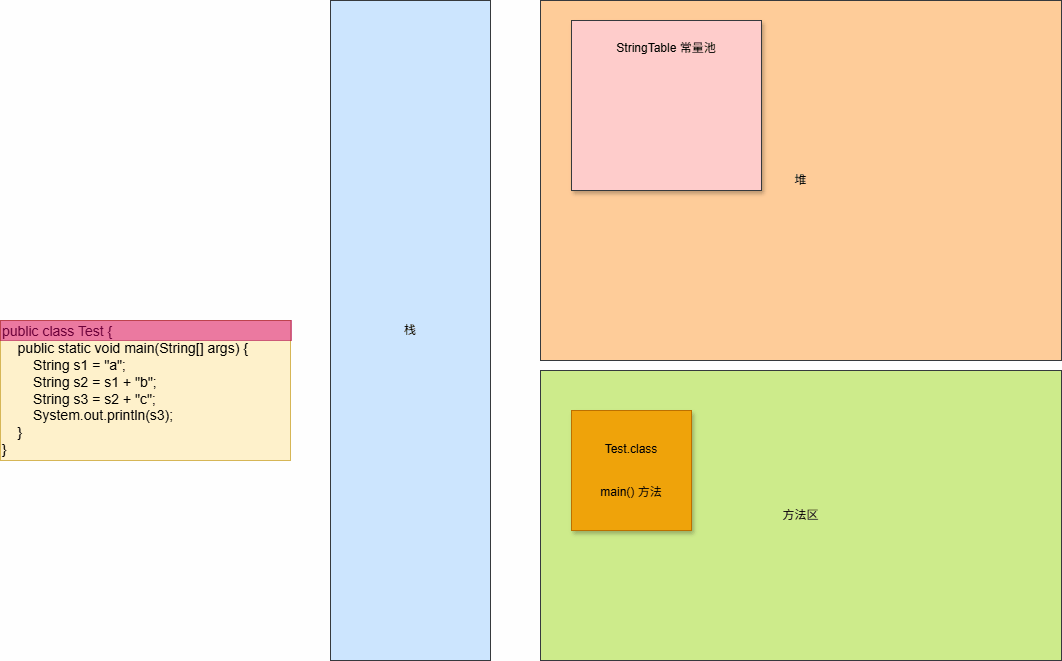 public class Test {
    public static void main(String[] args) {
        String s1 = "a";
        String s2 = s1 + "b";
        String s3 = s2 + "c";
        System.out.println(s3);
    }
}
栈
StringTable 常量池
堆
Test.class
main() 方法
方法区